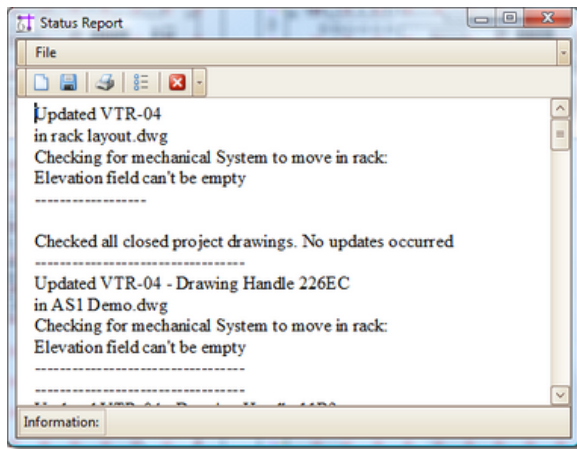 Status Report
File
Updated VTR-04
in rack layout.dwg
Checking for mechanical System to move in rack:
Elevation field can't be empty
------------------
Checked all closed project drawings. No updates occurred
----------------------------------
Updated VTR-04 - Drawing Handle 226EC
in AS1 Demo.dwg
Checking for mechanical System to move in rack:
Elevation field can't be empty
----------------------------------
----------------------------------
Information: